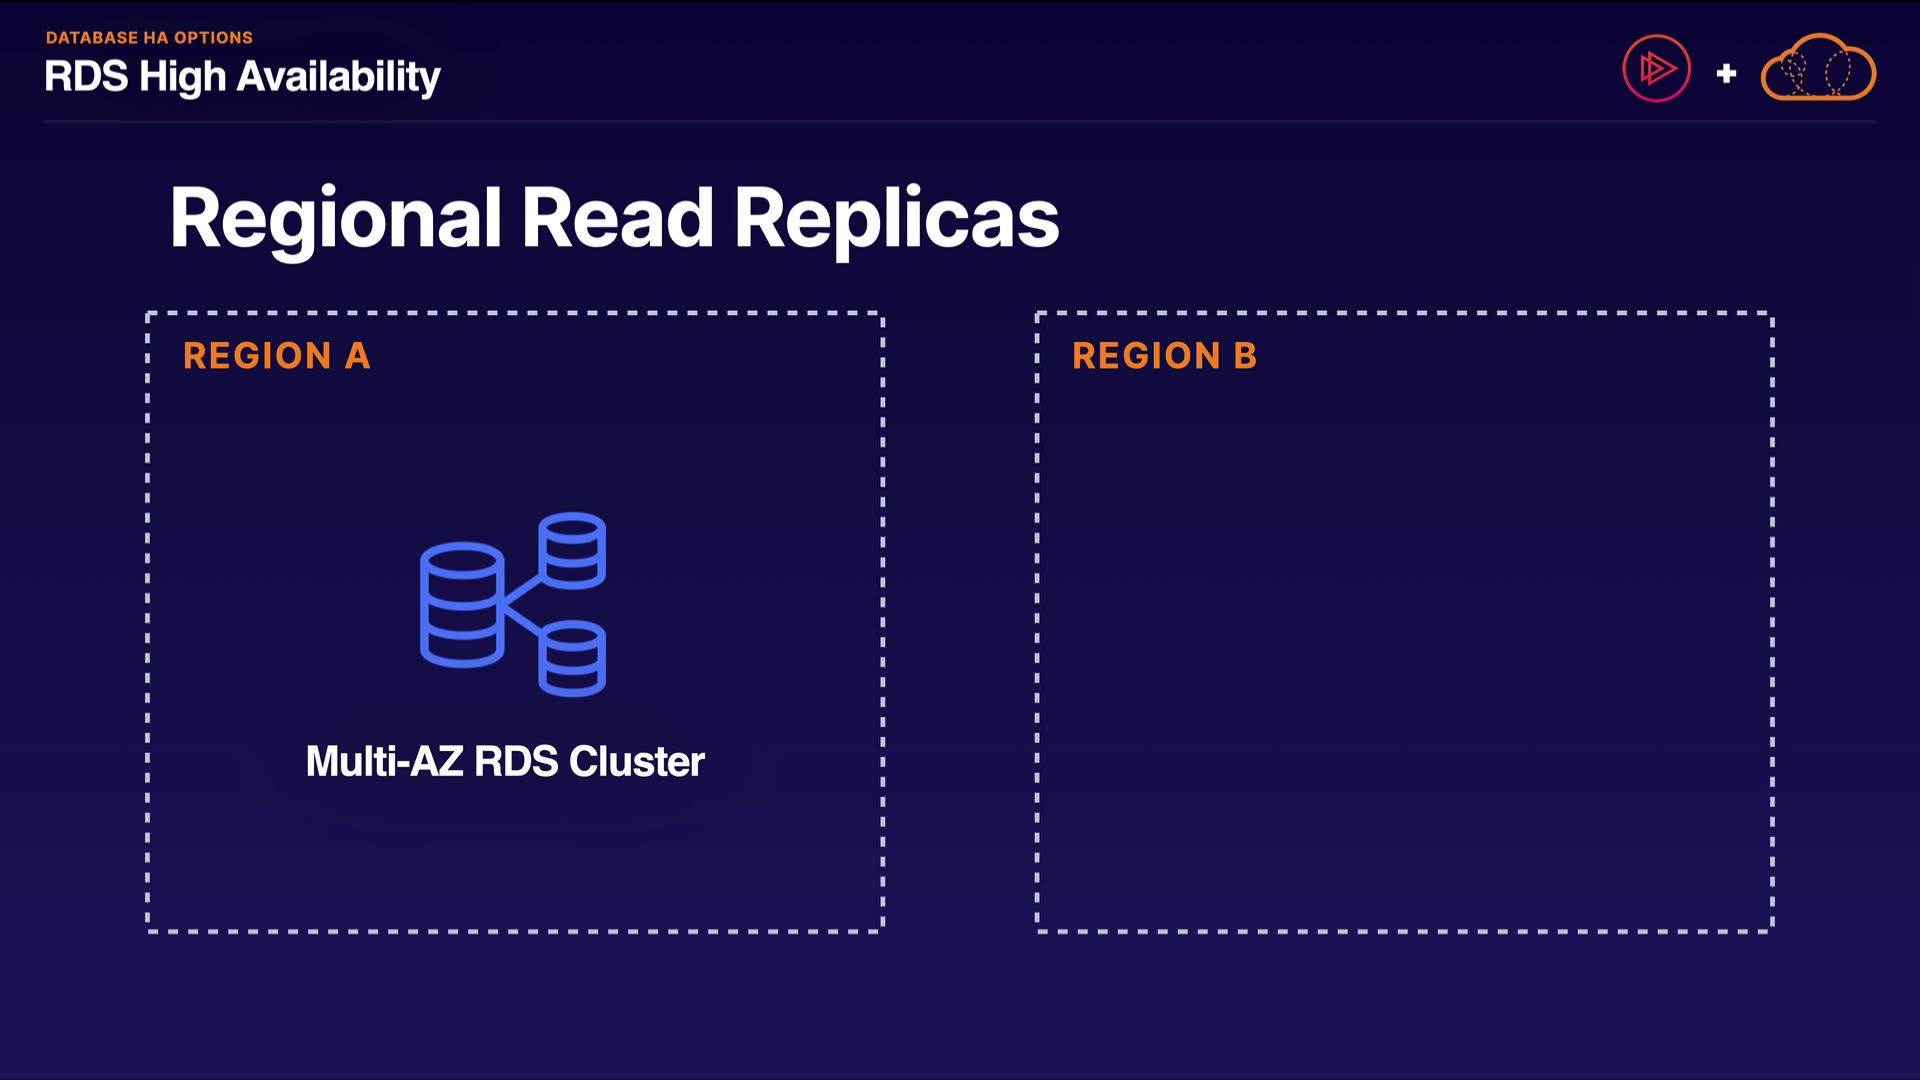 DATABASE HA OPTIONS
RDS High Availability
Regional Read Replicas
REGION A
REGION B
Multi-AZ RDS Cluster